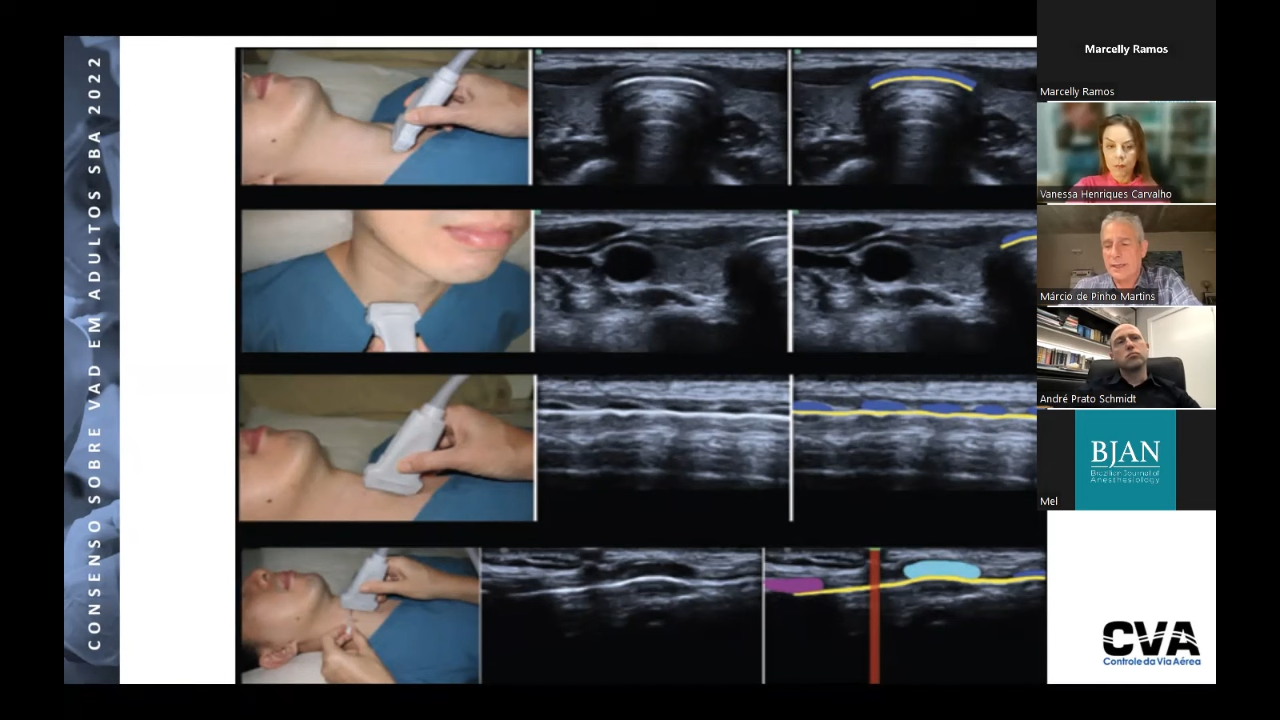 CONSENSO SOBRE VAD EM ADULTOS SBA 2022
Marcelly Ramos
Marcelly Ramos
Vanessa Henriques Carvalho
Márcio de Pinho Martins
André Prato Schmidt
BJAN
Brazilian Journal of
Anesthesiology
Mel
CVA
Controle da Via Aérea